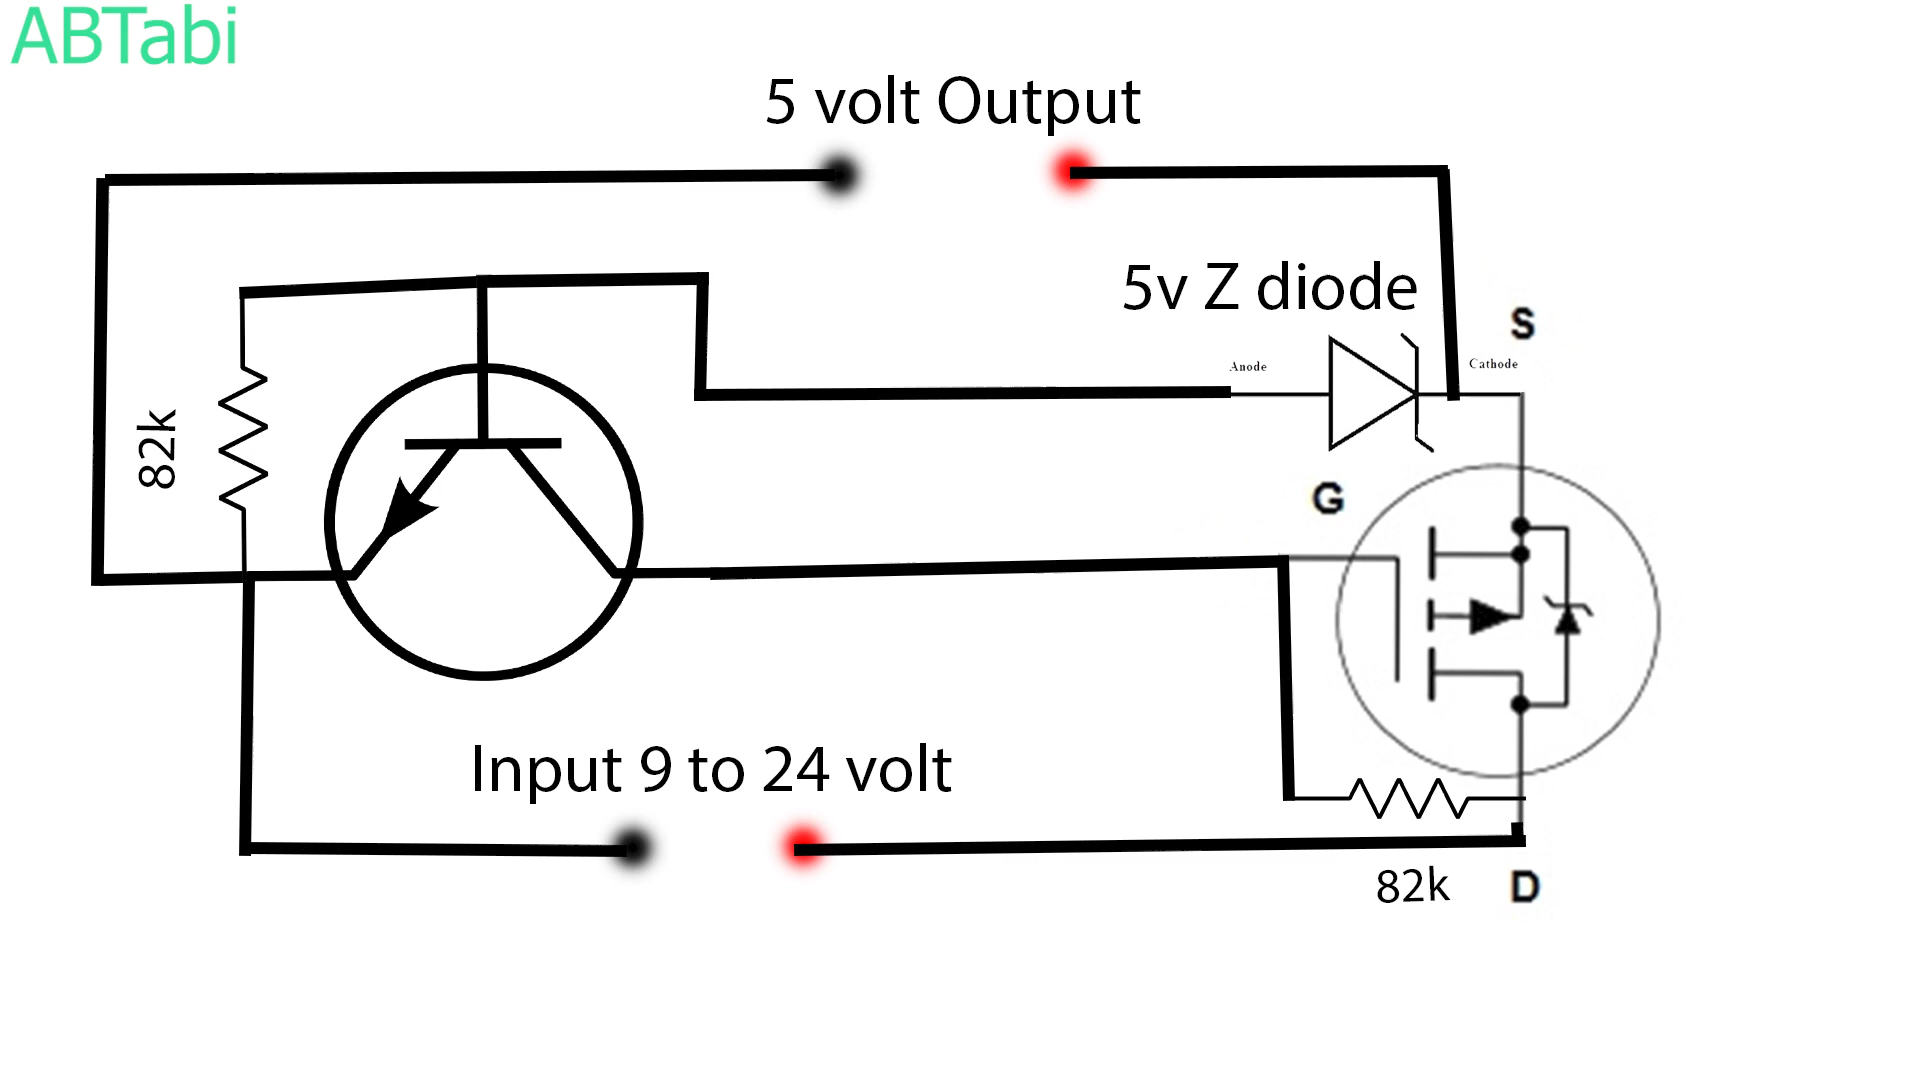 ABTabi
5 volt Output
5v Z diode
S
Anode
Cathode
82k
G
Input 9 to 24 volt
82k
D